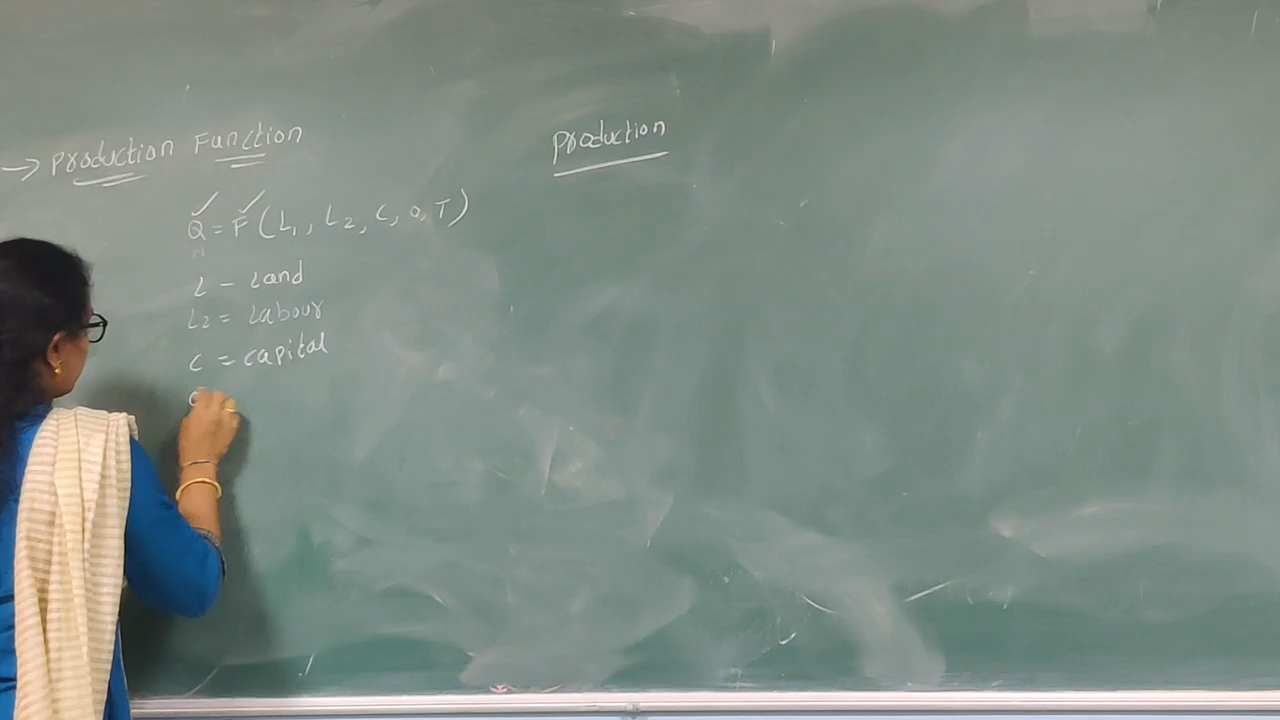 Production
→ Production Function
Q = F (L1, L2, C, O, T)
L - Land
L2 = Labour
C = Capital
O